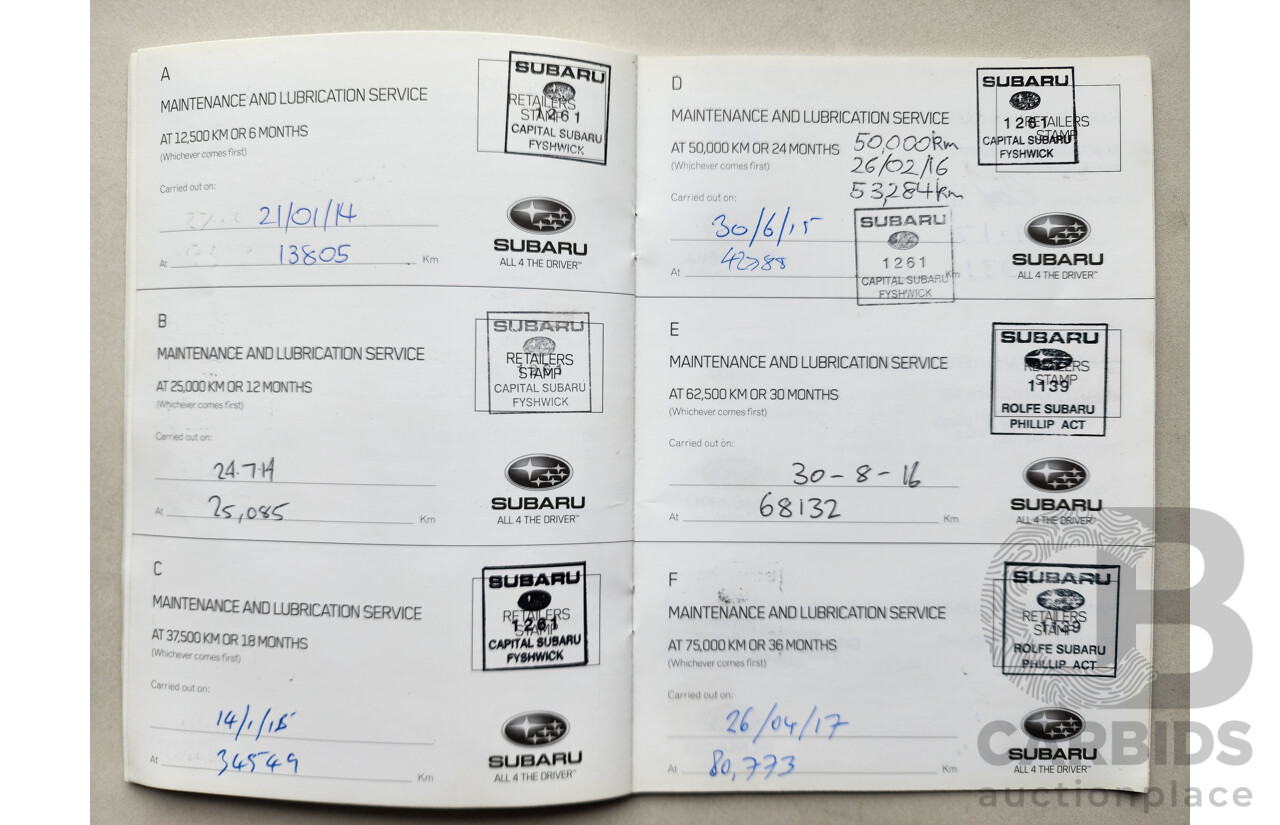 A
MAINTENANCE AND LUBRICATION SERVICE
AT 12,500 KM OR 6 MONTHS
(Whichever comes first)
Carried out on:
21/01/14
At 13805 Km
SUBARU
RETAILERS
STAMP
1261
CAPITAL SUBARU
FYSHWICK
SUBARU
ALL 4 THE DRIVER™
B
MAINTENANCE AND LUBRICATION SERVICE
AT 25,000 KM OR 12 MONTHS
(Whichever comes first)
Carried out on:
24.7.14
At 25,085 Km
SUBARU
RETAILERS
STAMP
CAPITAL SUBARU
FYSHWICK
SUBARU
ALL 4 THE DRIVER™
C
MAINTENANCE AND LUBRICATION SERVICE
AT 37,500 KM OR 18 MONTHS
(Whichever comes first)
Carried out on:
14/1/15
At 34549 Km
SUBARU
RETAILERS
STAMP
1261
CAPITAL SUBARU
FYSHWICK
SUBARU
ALL 4 THE DRIVER™
D
MAINTENANCE AND LUBRICATION SERVICE
AT 50,000 KM OR 24 MONTHS
(Whichever comes first)
50,000km
26/02/16
53,284km
Carried out on:
30/6/15
At 42788 Km
SUBARU
1261
CAPITAL SUBARU
FYSHWICK
SUBARU
RETAILERS
STAMP
1261
CAPITAL SUBARU
FYSHWICK
SUBARU
ALL 4 THE DRIVER™
E
MAINTENANCE AND LUBRICATION SERVICE
AT 62,500 KM OR 30 MONTHS
(Whichever comes first)
Carried out on:
30-8-16
At 68132 Km
SUBARU
RETAILERS
STAMP
1139
ROLFE SUBARU
PHILLIP ACT
SUBARU
ALL 4 THE DRIVER™
F
MAINTENANCE AND LUBRICATION SERVICE
AT 75,000 KM OR 36 MONTHS
(Whichever comes first)
Carried out on:
26/04/17
At 80,773 Km
SUBARU
RETAILERS
STAMP
1139
ROLFE SUBARU
PHILLIP ACT
SUBARU
ALL 4 THE DRIVER™
CARBIDS
auctionplace